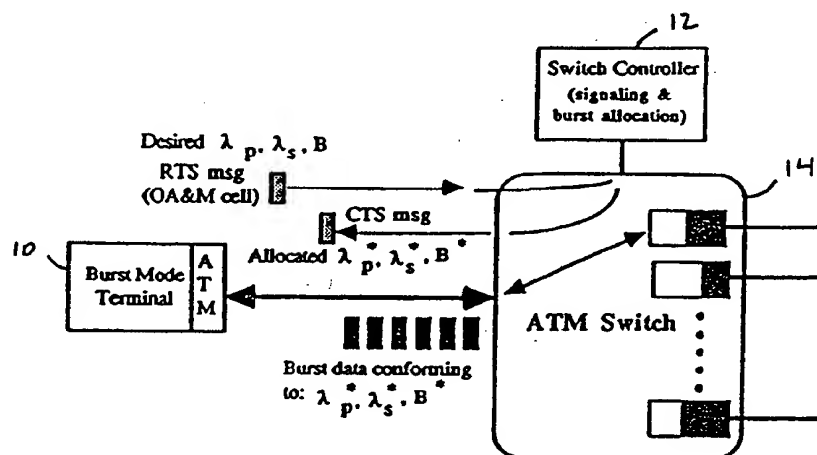 12
Switch Controller
(signaling &
burst allocation)
14
Desired λ p, λ s, B
RTS msg
(OA&M cell)
CTS msg
Allocated λ*p, λ*s, B*
10
Burst Mode
Terminal
ATM
ATM Switch
Burst data conforming
to: λ*p, λ*s, B*